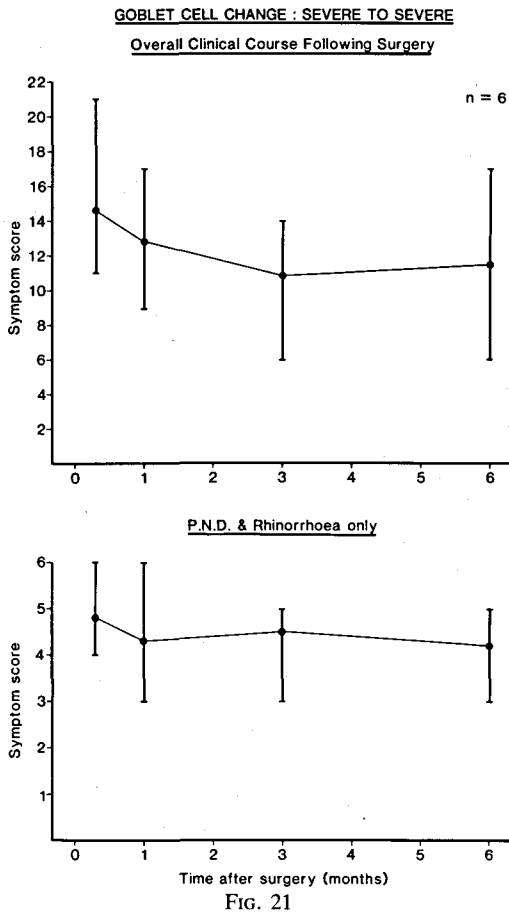 GOBLET CELL CHANGE : SEVERE TO SEVERE
Overall Clinical Course Following Surgery
n = 6
22
20
18
16
14
12
10
8
6
4
2
Symptom score
0 1 2 3 4 5 6
P.N.D. & Rhinorrhoea only
6
5
4
3
2
1
Symptom score
0 1 2 3 4 5 6
Time after surgery (months)
FIG. 21